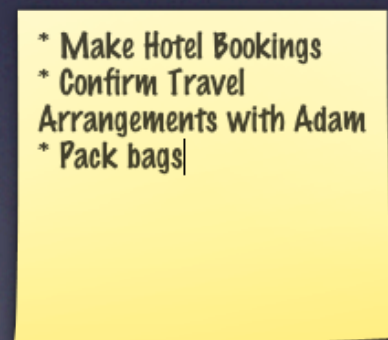 * Make Hotel Bookings
* Confirm Travel
Arrangements with Adam
* Pack bags